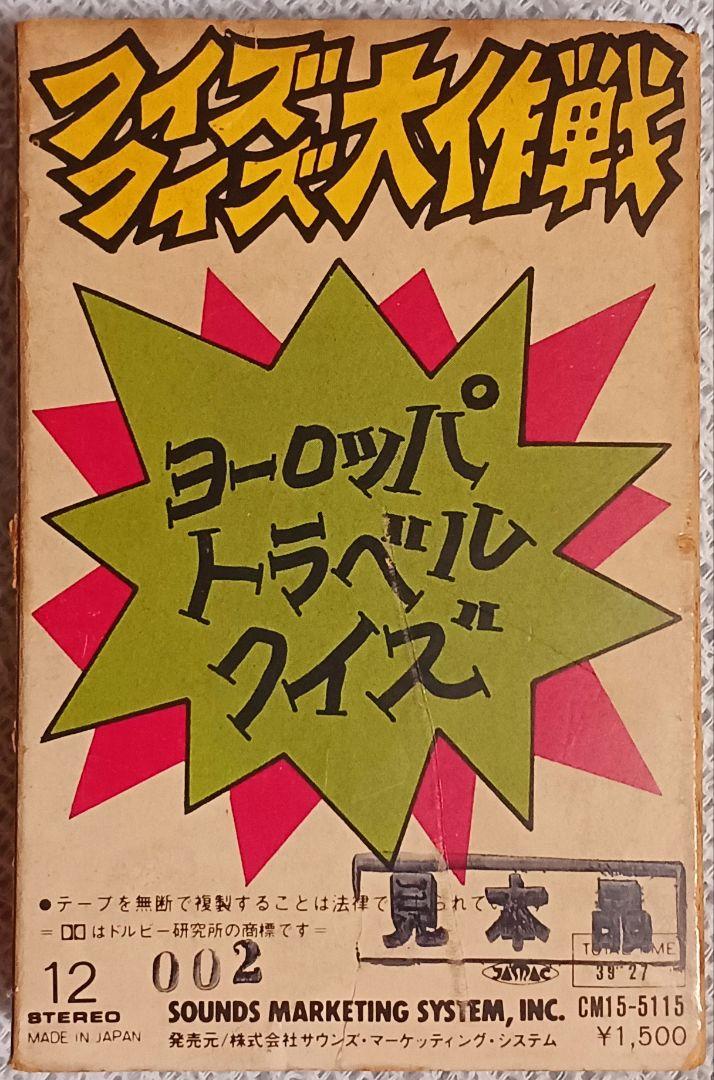 クイズ
クイズ大作戦
ヨーロッパ
トラベル
クイズ
●テープを無断で複製することは法律で られてい
= はドルビー研究所の商標です=
見本品
TOTAL TIME
39"27
JASRAC
002
12
STEREO
MADE IN JAPAN
SOUNDS MARKETING SYSTEM, INC.
CM15-5115
発売元/株式会社サウンズ・マーケッティング・システム
¥1,500